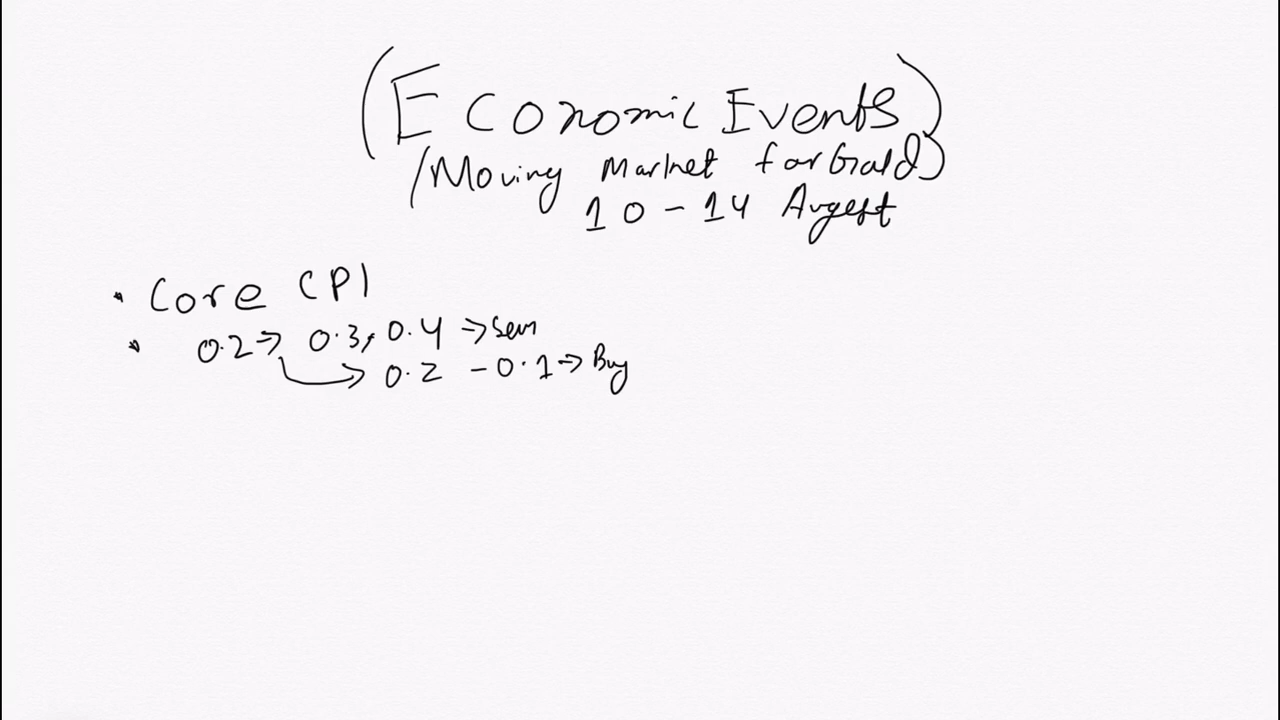 (Economic Events)
(Moving Market for Gold)
10-14 Augest
• Core CPI
• 0.2→ 0.3, 0.4 → Sell
→ 0.2 - 0.1 → Buy